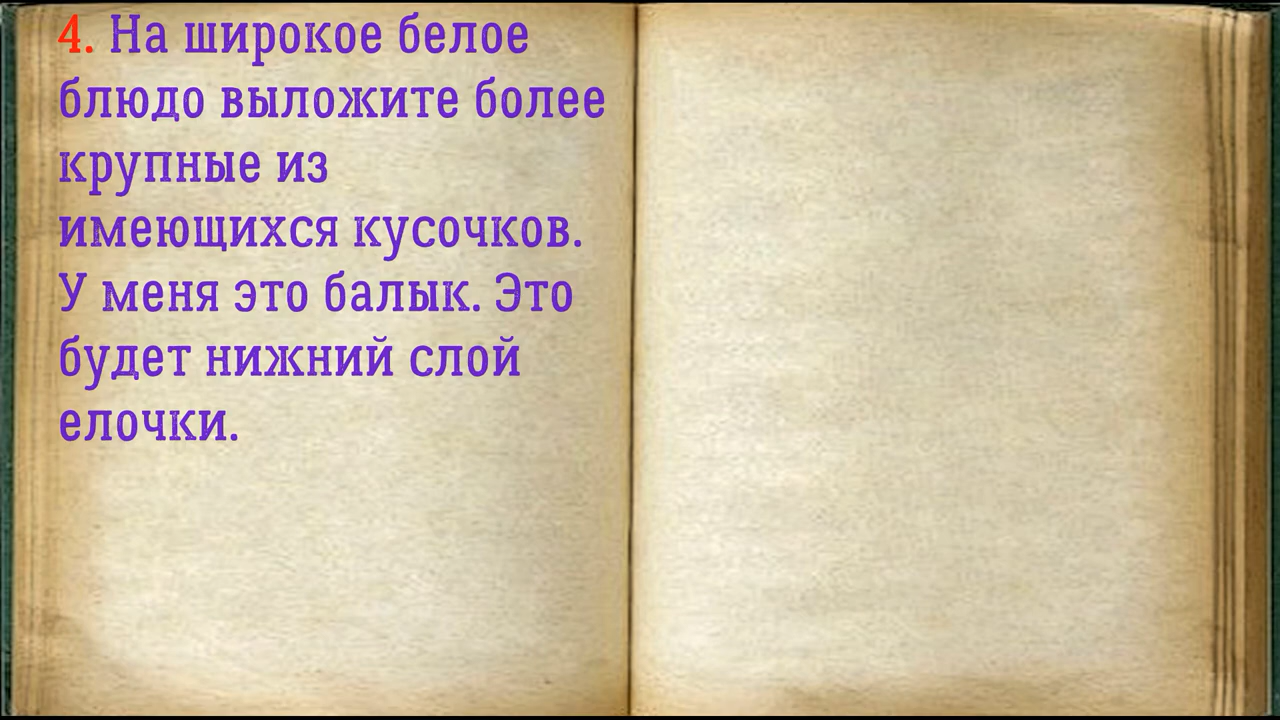 4. На широкое белое
блюдо выложите более
крупные из
имеющихся кусочков.
У меня это балык. Это
будет нижний слой
елочки.